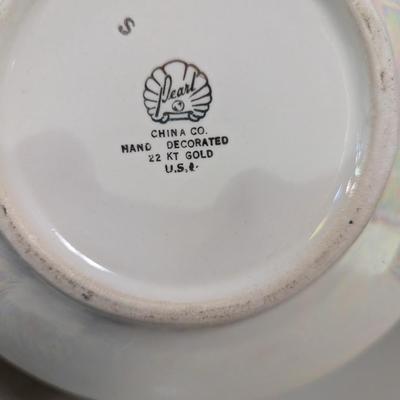 S
Pearl
CHINA CO.
HAND DECORATED
22 KT GOLD
U.S.